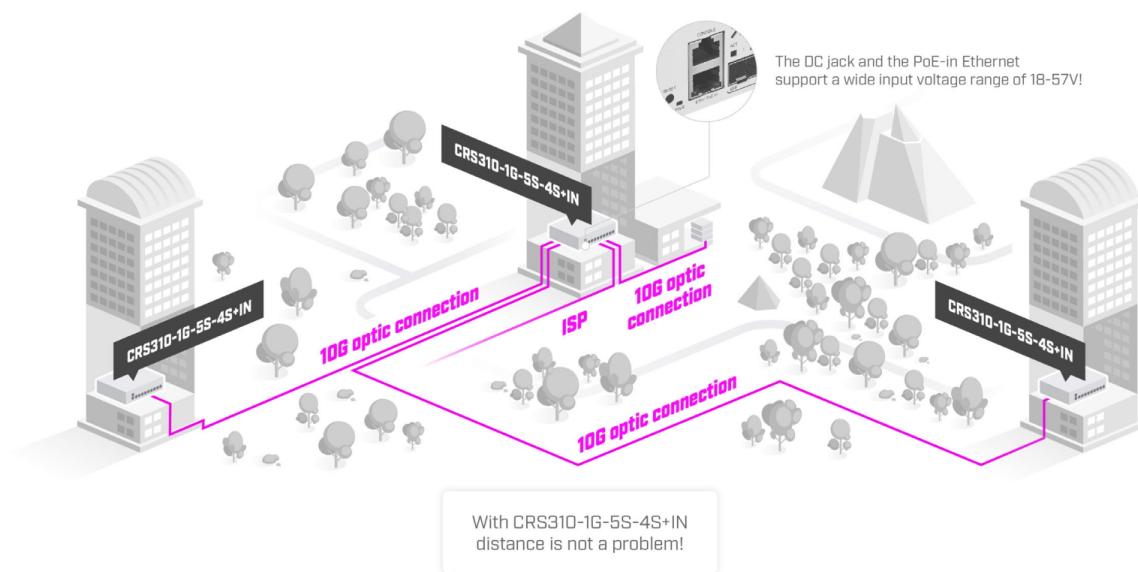 The DC jack and the PoE-in Ethernet
support a wide input voltage range of 18-57V!
CONSOLE
CRS310-1G-5S-4S+IN
CRS310-1G-5S-4S+IN
CRS310-1G-5S-4S+IN
10G optic connection
ISP
10G optic
connection
10G optic connection
With CRS310-1G-5S-4S+IN
distance is not a problem!